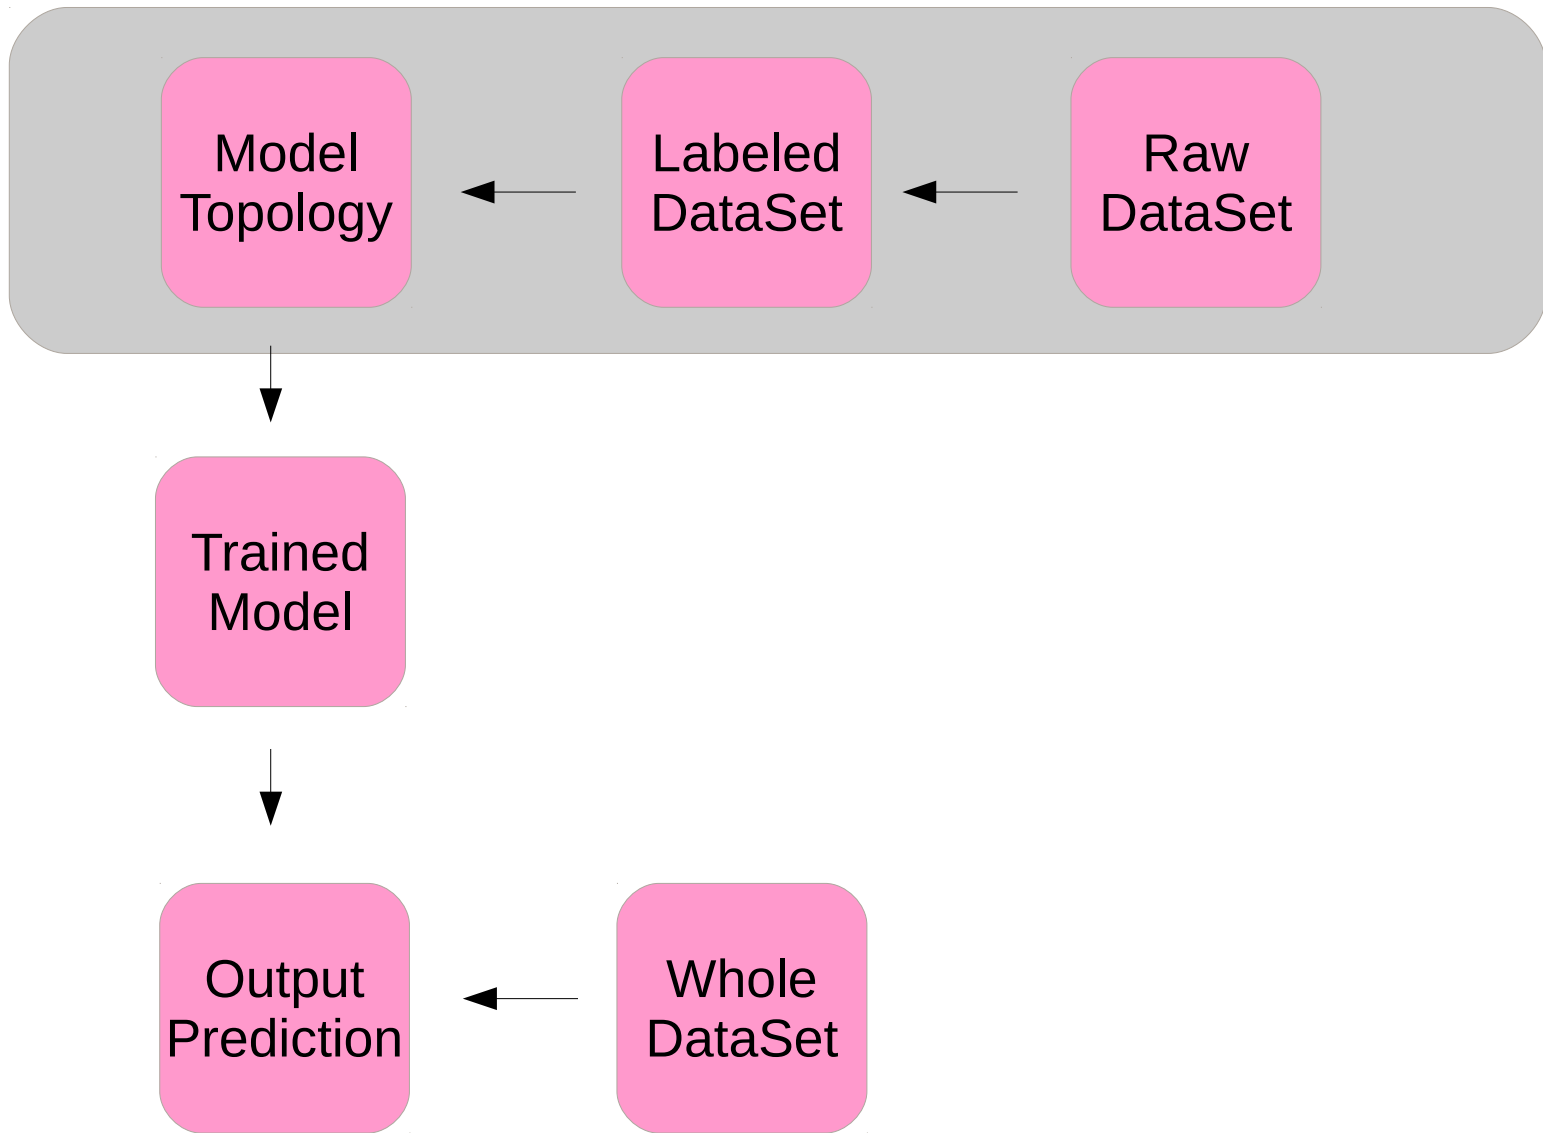 Model
Topology
Labeled
DataSet
Raw
DataSet
Trained
Model
Output
Prediction
Whole
DataSet